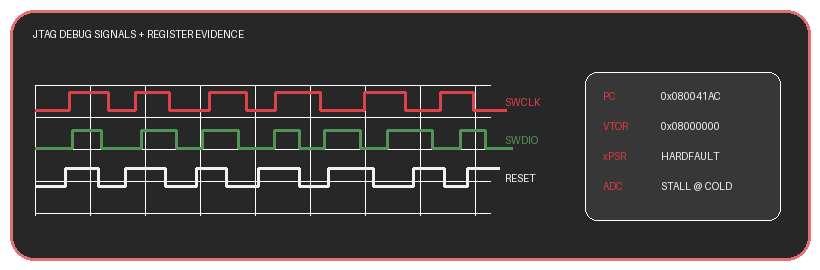 JTAG DEBUG SIGNALS + REGISTER EVIDENCE
SWCLK
SWDIO
RESET
PC 0x080041AC
VTOR 0x08000000
xPSR HARDFAULT
ADC STALL @ COLD